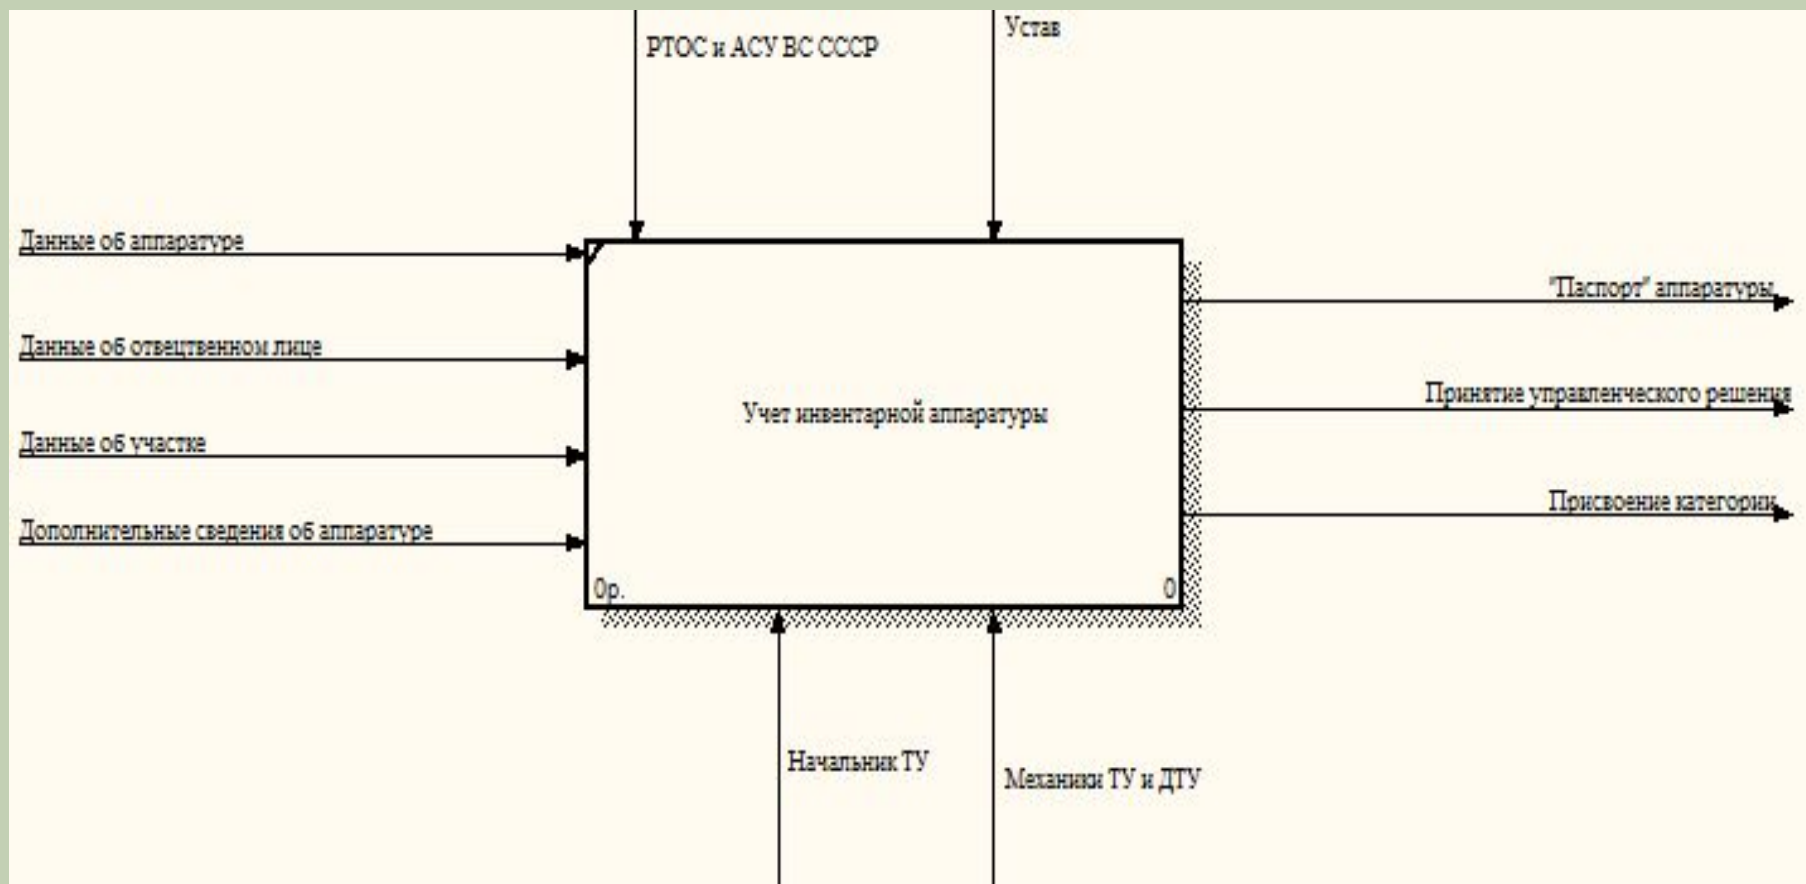 РТОС и АСУ ВС СССР
Устав
Данные об аппаратуре
Данные об отвецтвенном лице
Данные об участке
Дополнительные сведения об аппаратуре
Учет инвентарной аппаратуры
0р.
0
"Паспорт" аппаратуры
Принятие управленческого решения
Присвоение категории
Начальник ТУ
Механики ТУ и ДТУ